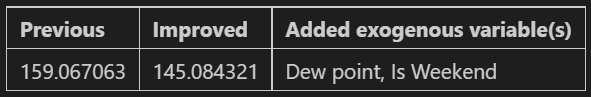 Previous Improved Added exogenous variable(s)
159.067063 145.084321 Dew point, Is Weekend